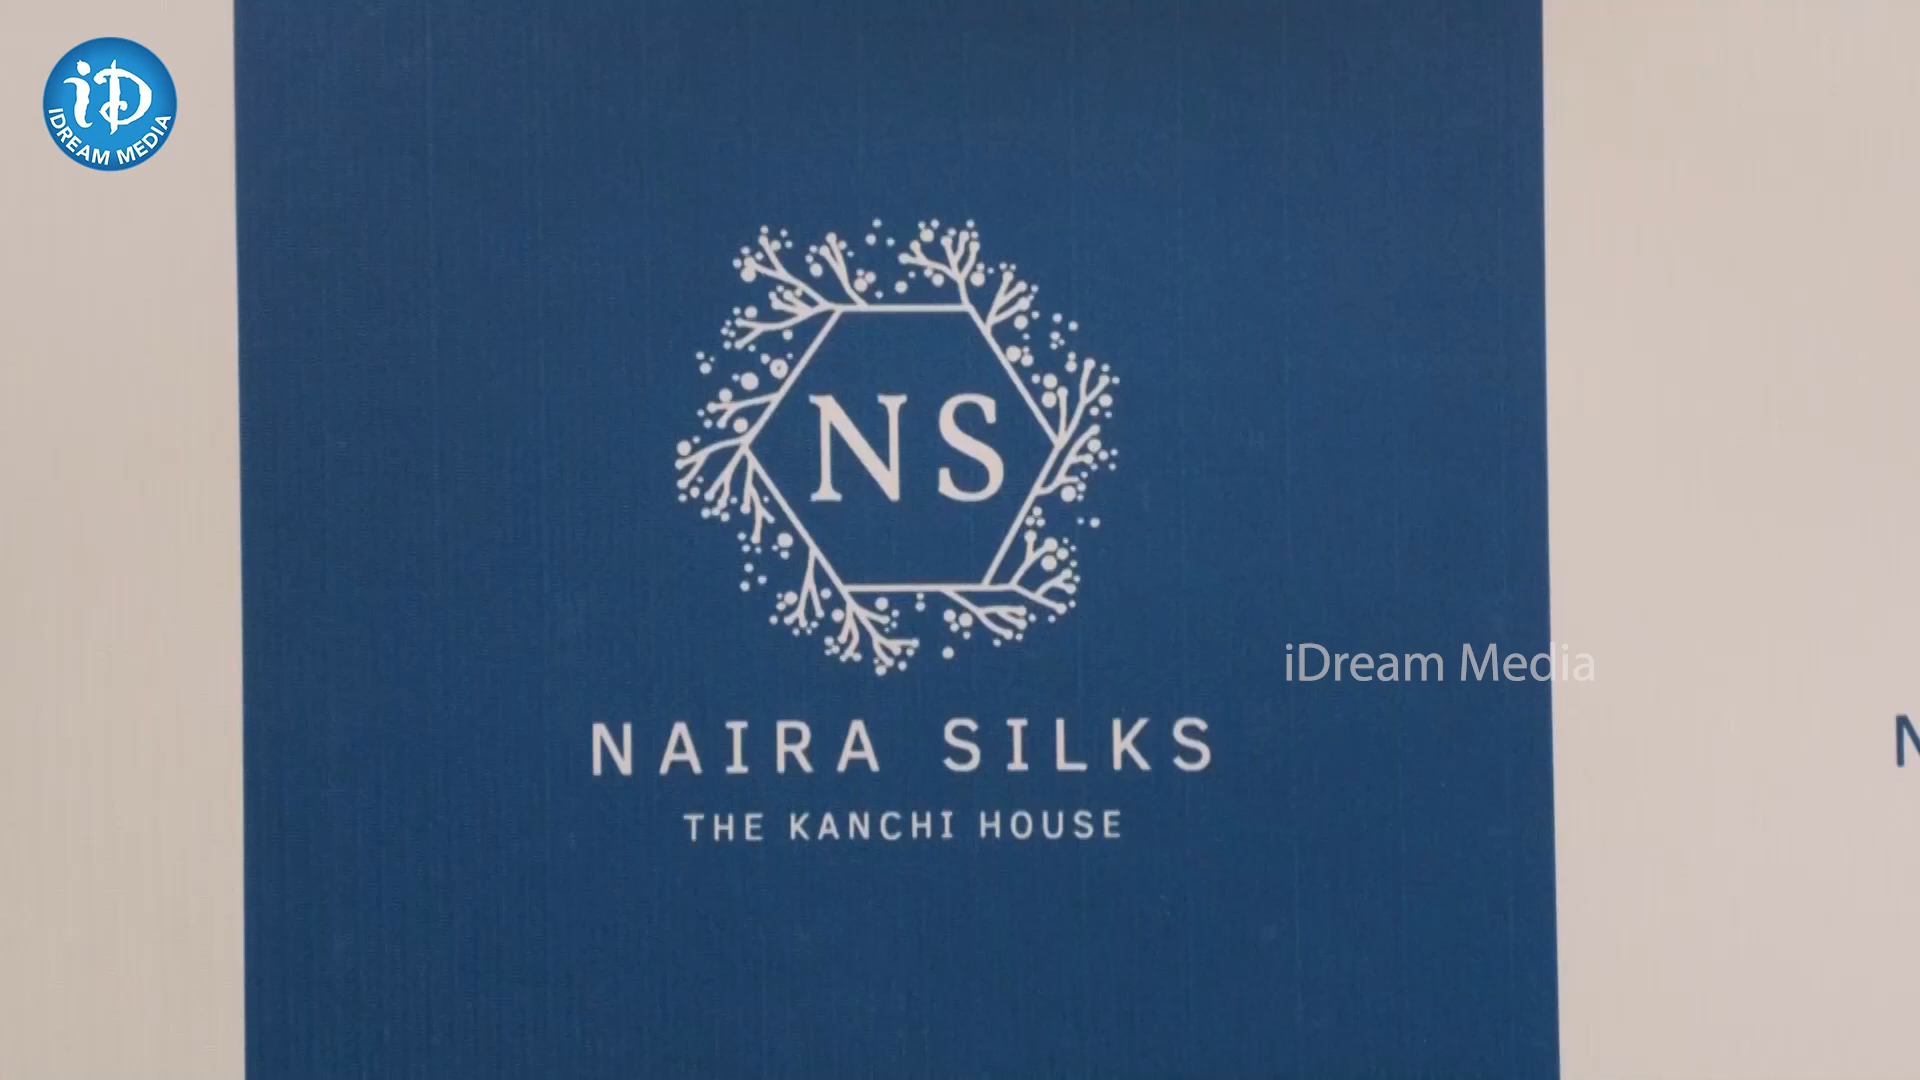 iD
IDREAM MEDIA
NS
iDream Media
NAIRA SILKS
THE KANCHI HOUSE
N